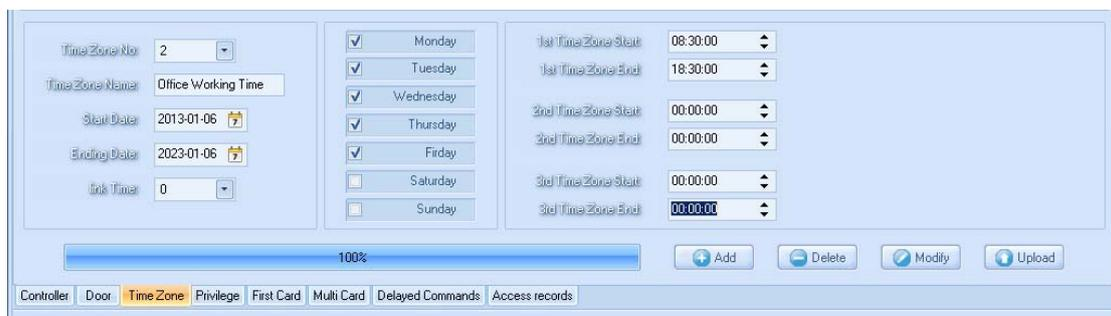 Time Zone No:
2
Time Zone Name:
Office Working Time
Start Date:
2013-01-06
Ending Date:
2023-01-06
link Time:
0
Monday
Tuesday
Wednesday
Thursday
Firday
Saturday
Sunday
1st Time Zone Start:
08:30:00
1st Time Zone End:
18:30:00
2nd Time Zone Start:
00:00:00
2nd Time Zone End:
00:00:00
3rd Time Zone Start:
00:00:00
3rd Time Zone End:
00:00:00
100%
Add Delete Modify Upload
Controller Door Time Zone Privilege First Card Multi Card Delayed Commands Access records